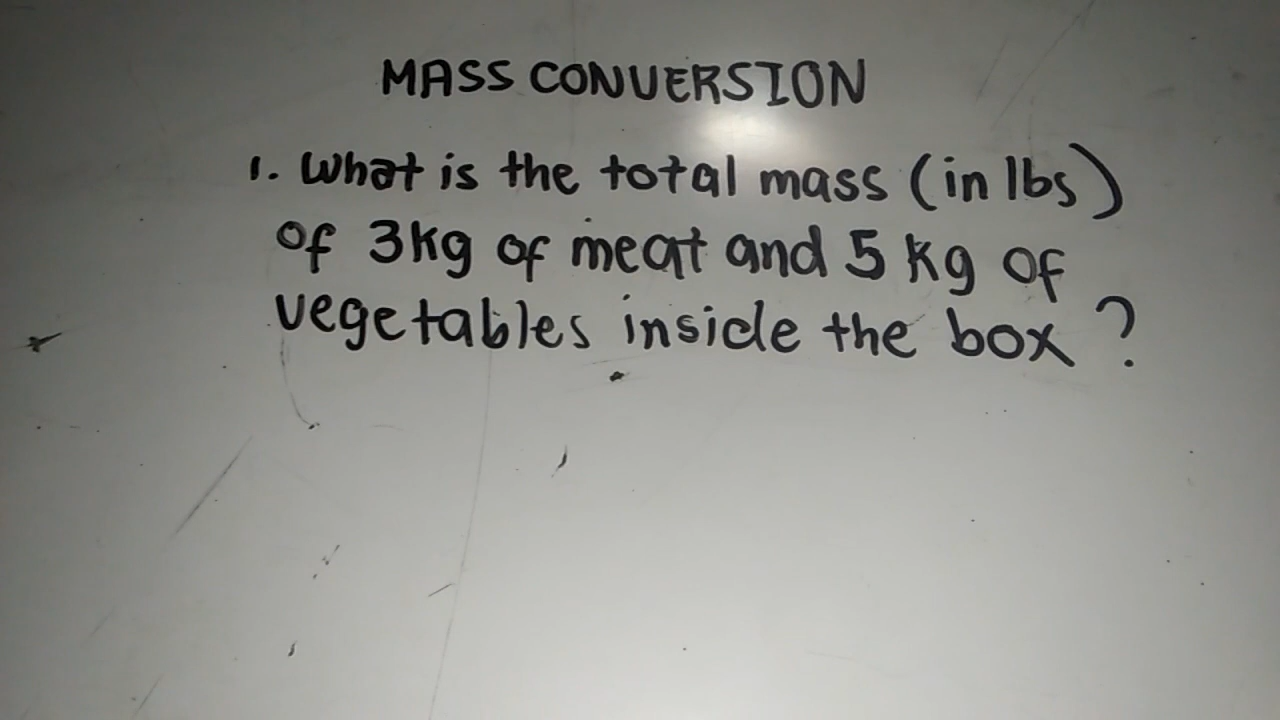 MASS CONVERSION
1. What is the total mass (in lbs)
of 3kg of meat and 5 kg of
vegetables inside the box?